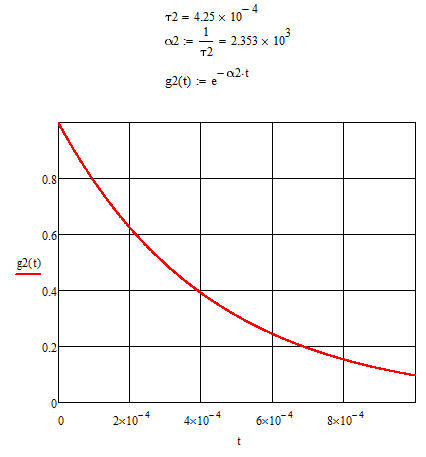 τ2 = 4.25 × 10⁻⁴
α2 := 1/τ2 = 2.353 × 10³
g2(t) := e^(−α2·t)
0.8
0.6
g2(t)
0.4
0.2
0
0 2×10⁻⁴ 4×10⁻⁴ 6×10⁻⁴ 8×10⁻⁴
t